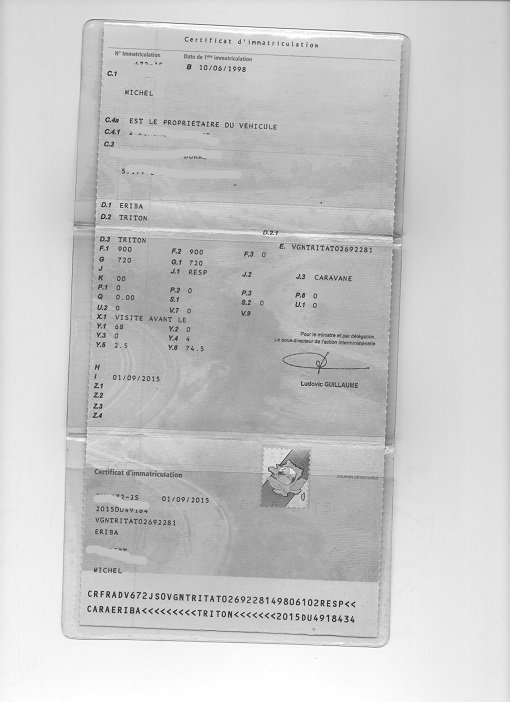 Certificat d'immatriculation
N° Immatriculation Date de 1ère immatriculation
B 10/06/1998
C.1
MICHEL
C.4a EST LE PROPRIETAIRE DU VEHICULE
C.4.1
C.3
D.1 ERIBA
D.2 TRITON
D.2.1
D.3 TRITON E. VGNTRITAT02692281
F.1 900 F.2 900 F.3 0
G 720 G.1 720
J J.1 RESP J.2 J.3 CARAVANE
K 00
P.1 0 P.2 0 P.3 P.6 0
Q 0.00 S.1 S.2 0 U.1 0
U.2 0 V.7 0 V.9
X.1 VISITE AVANT LE
Y.1 68 Y.2 0
Y.3 0 Y.4 4
Y.5 2.5 Y.6 74.5
Pour le ministre et par délégation,
Le sous-directeur de l'action interministérielle
Ludovic GUILLAUME
H
I 01/09/2015
Z.1
Z.2
Z.3
Z.4
Certificat d'immatriculation COUPON DÉTACHABLE
01/09/2015
2015DU49184
VGNTRITAT02692281
ERIBA
MICHEL
CRFRADV672JS0VGNTRITAT0269228149806102RESP<<
CARAERIBA<<<<<<<<<TRITON<<<<<<<2015DU4918434